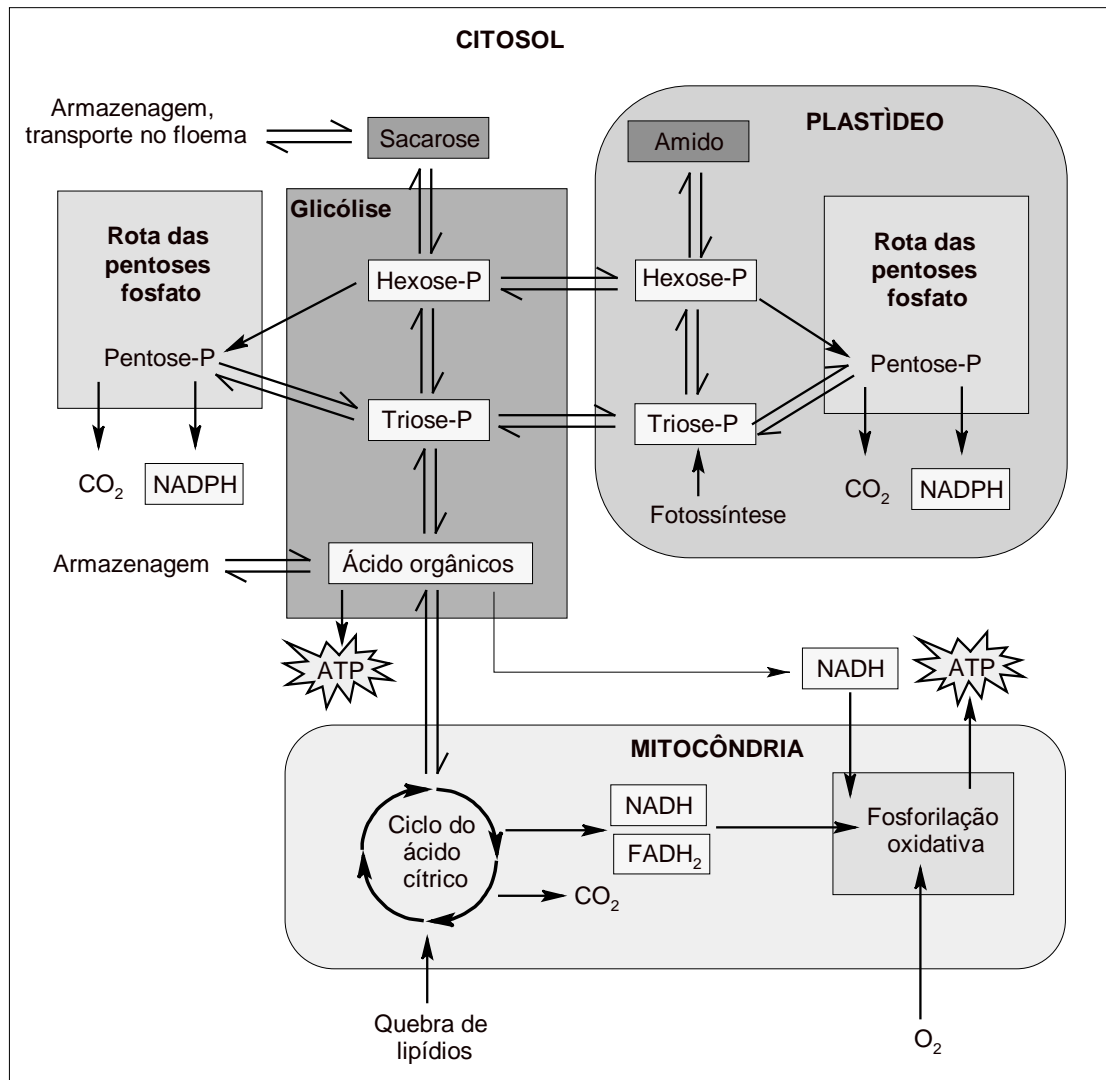 CITOSOL
Armazenagem,
transporte no floema
Sacarose
PLASTÌDEO
Amido
Glicólise
Rota das
pentoses
fosfato
Hexose-P
Hexose-P
Rota das
pentoses
fosfato
Pentose-P
Pentose-P
Triose-P
Triose-P
CO2
NADPH
Fotossíntese
CO2
NADPH
Armazenagem
Ácido orgânicos
ATP
NADH
ATP
MITOCÔNDRIA
Ciclo do
ácido
cítrico
NADH
FADH2
Fosforilação
oxidativa
CO2
Quebra de
lipídios
O2